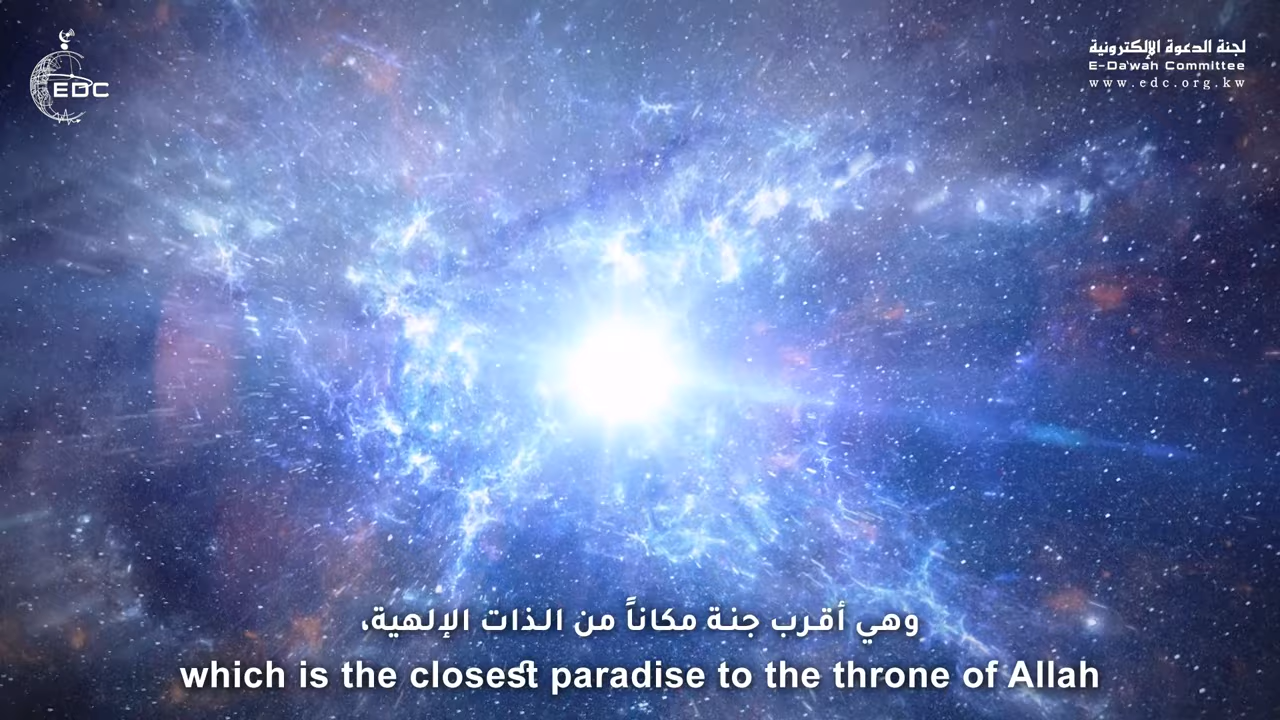 EDC
لجنة الدعوة الإلكترونية
E-Da'wah Committee
www.edc.org.kw
وهي أقرب جنة مكاناً من الذات الإلهية،
which is the closest paradise to the throne of Allah